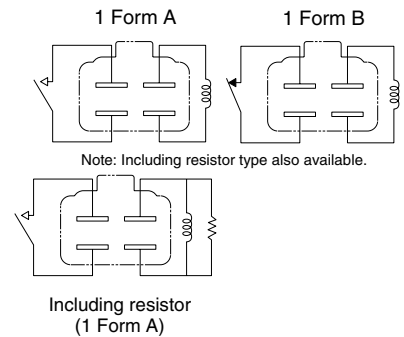 1 Form A
1 Form B
Note: Including resistor type also available.
Including resistor
(1 Form A)